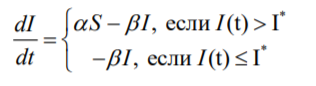 dI/dt = { αS − βI, если I(t) > I*
−βI, если I(t) ≤ I*